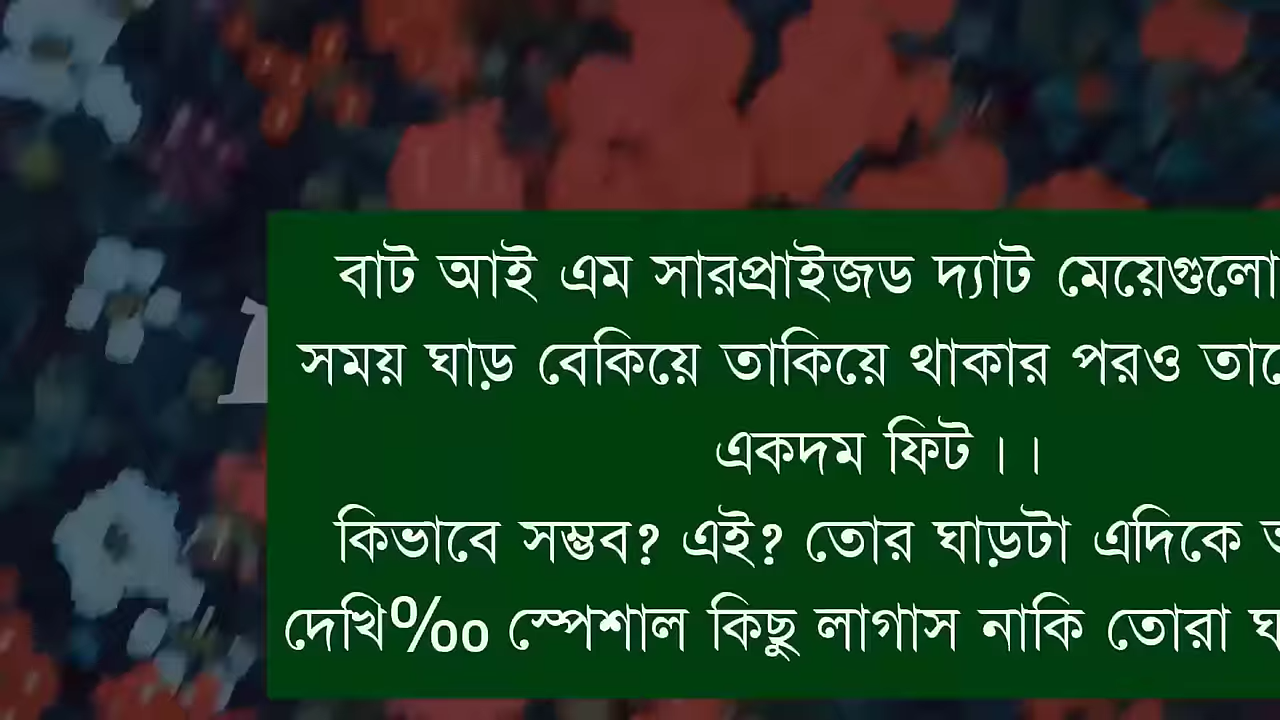 বাট আই এম সারপ্রাইজড দ্যাট মেয়েগুলো
সময় ঘাড় বেকিয়ে তাকিয়ে থাকার পরও
একদম ফিট ।।
কিভাবে সম্ভব? এই? তোর ঘাড়টা এদিকে
দেখি‰ স্পেশাল কিছু লাগাস নাকি তোরা